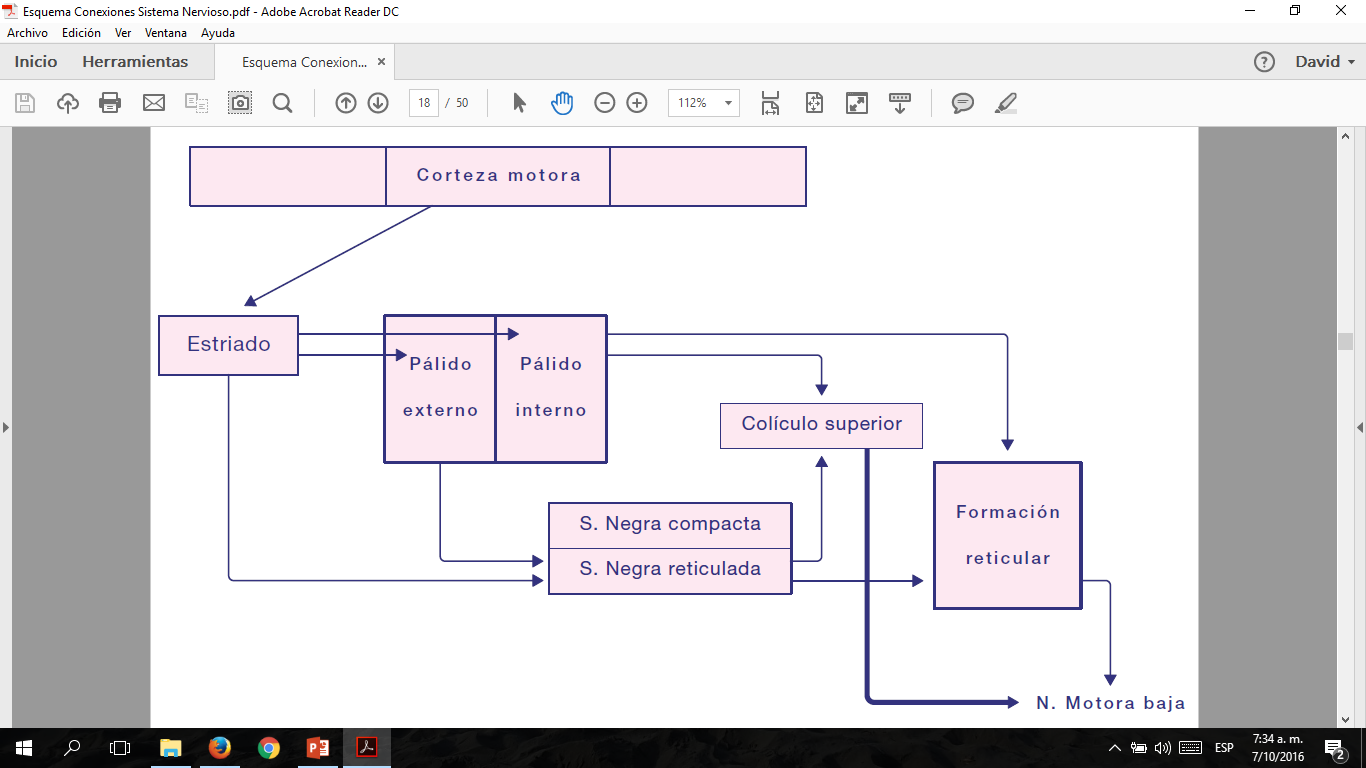 Esquema Conexiones Sistema Nervioso.pdf - Adobe Acrobat Reader DC
Archivo Edición Ver Ventana Ayuda
Inicio Herramientas Esquema Conexion... × ? David
18 / 50 112%
Corteza motora
Estriado
Pálido externo
Pálido interno
Colículo superior
S. Negra compacta
S. Negra reticulada
Formación
reticular
N. Motora baja
ESP
7:34 a. m.
7/10/2016
2